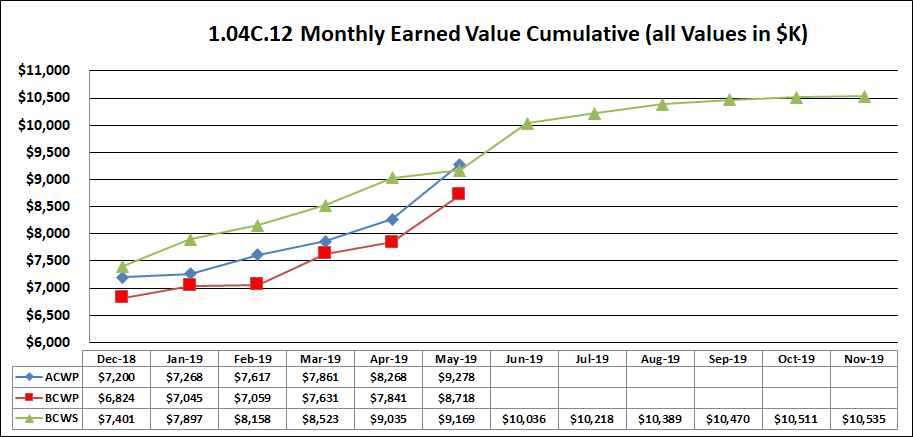 1.04C.12 Monthly Earned Value Cumulative (all Values in $K)
$11,000
$10,500
$10,000
$9,500
$9,000
$8,500
$8,000
$7,500
$7,000
$6,500
$6,000
Dec-18 Jan-19 Feb-19 Mar-19 Apr-19 May-19 Jun-19 Jul-19 Aug-19 Sep-19 Oct-19 Nov-19
ACWP $7,200 $7,268 $7,617 $7,861 $8,268 $9,278
BCWP $6,824 $7,045 $7,059 $7,631 $7,841 $8,718
BCWS $7,401 $7,897 $8,158 $8,523 $9,035 $9,169 $10,036 $10,218 $10,389 $10,470 $10,511 $10,535